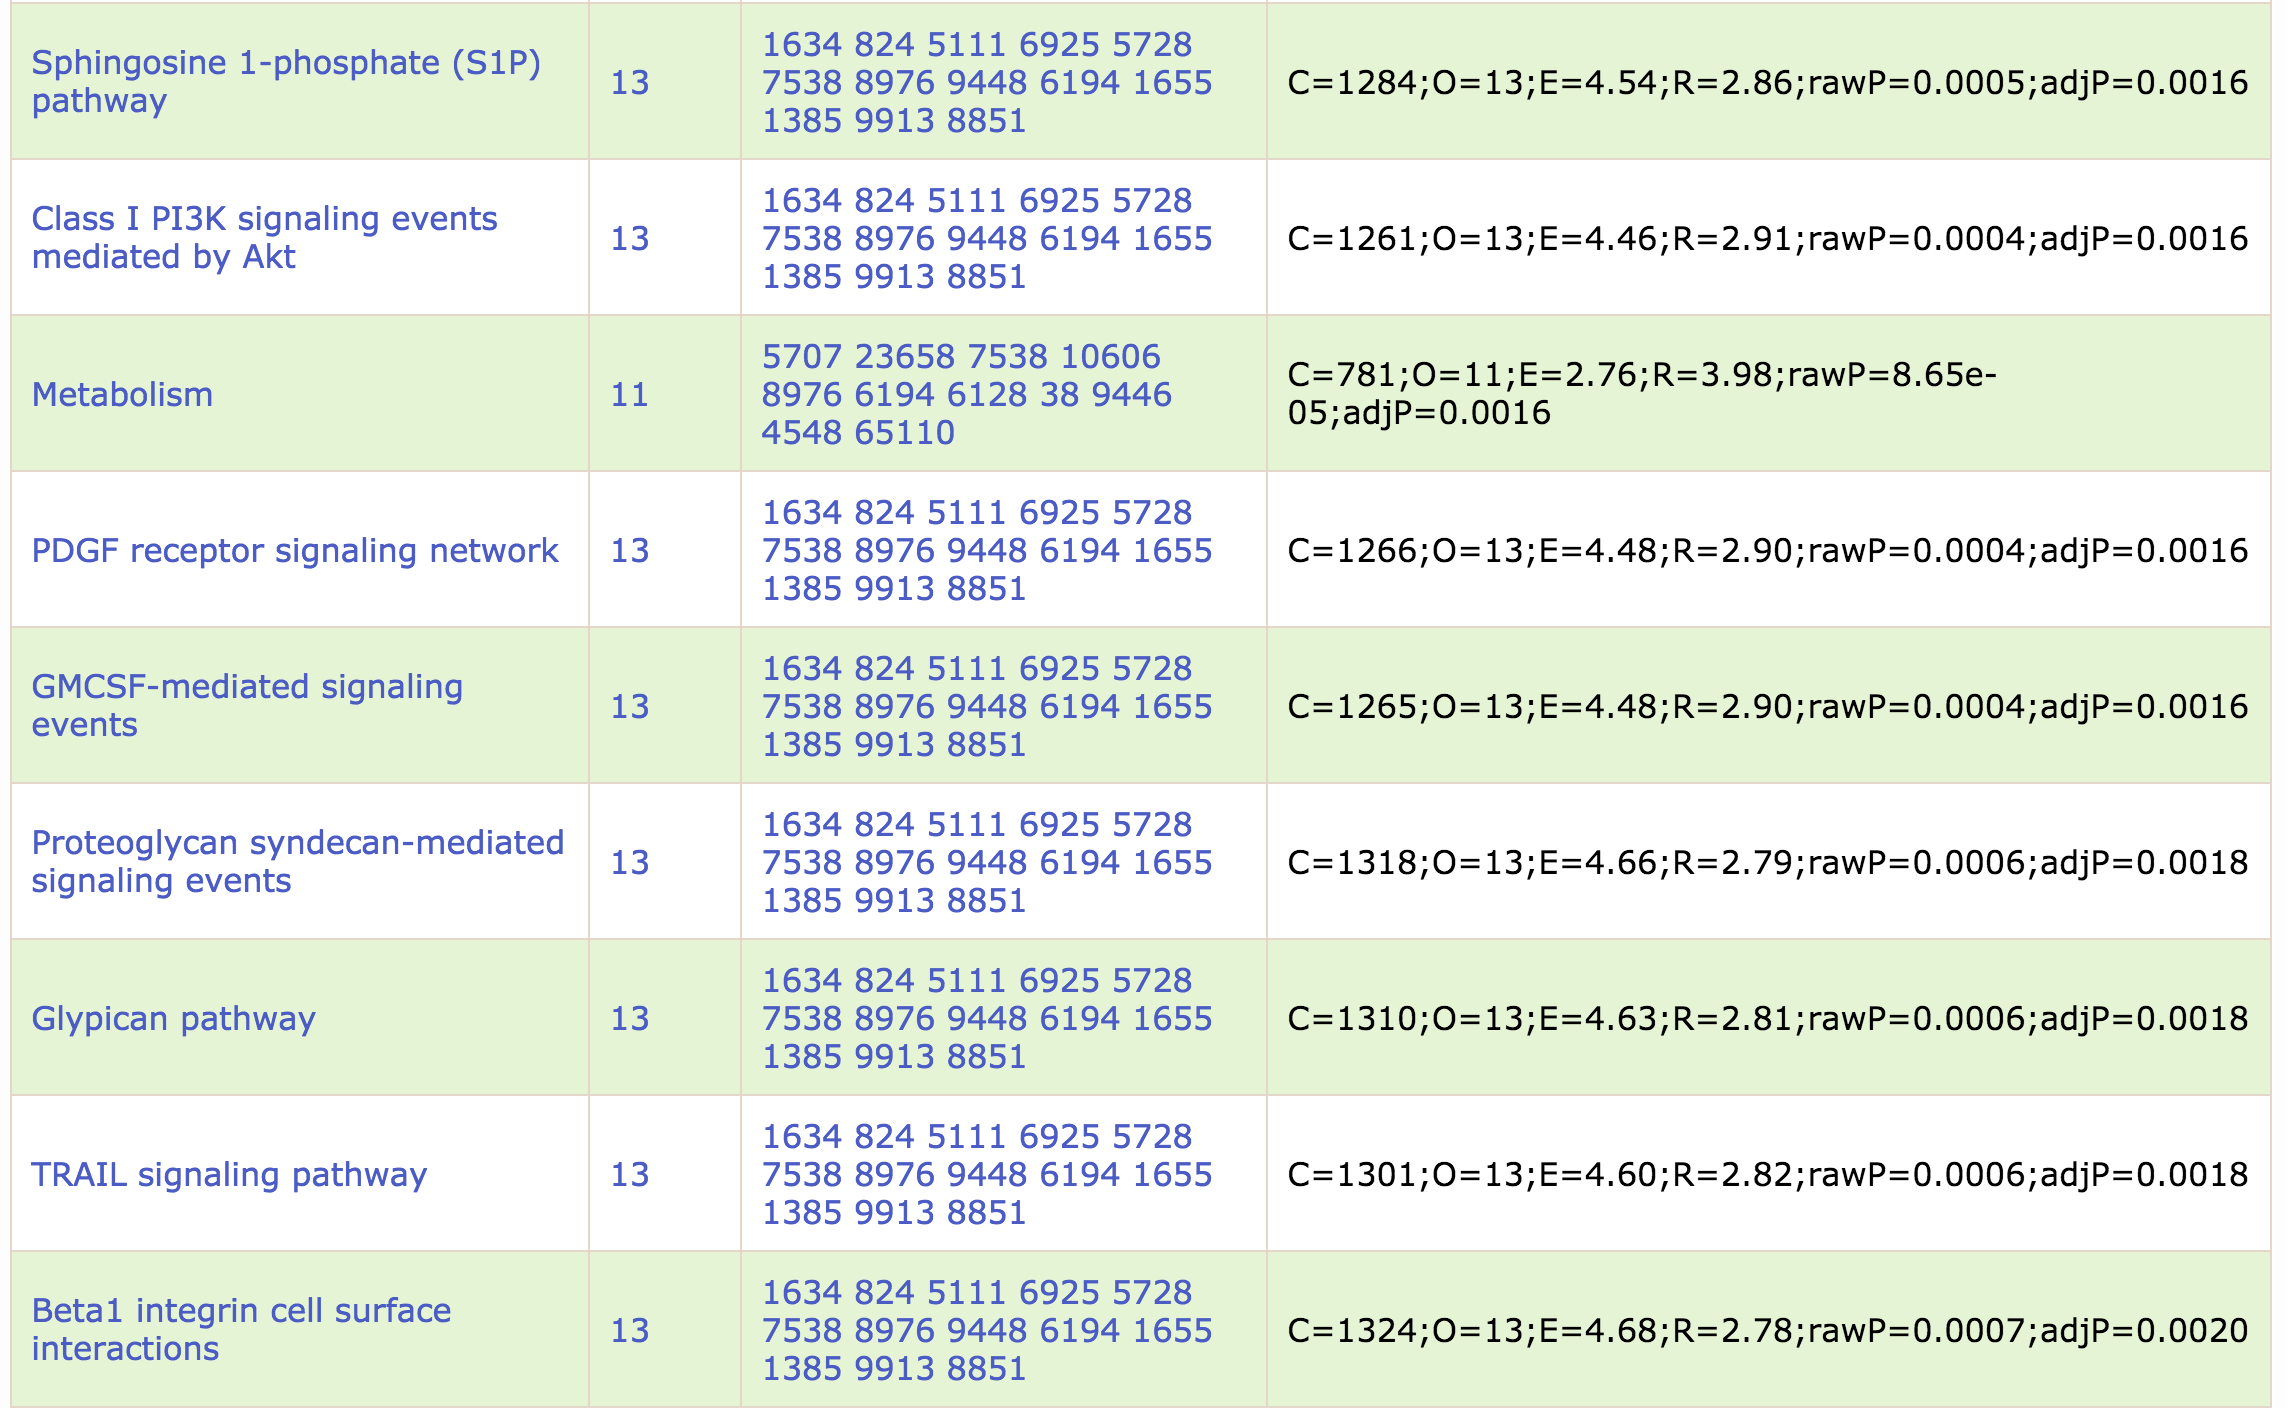 Sphingosine 1-phosphate (S1P)
pathway
13
1634 824 5111 6925 5728
7538 8976 9448 6194 1655
1385 9913 8851
C=1284;O=13;E=4.54;R=2.86;rawP=0.0005;adjP=0.0016
Class I PI3K signaling events
mediated by Akt
13
1634 824 5111 6925 5728
7538 8976 9448 6194 1655
1385 9913 8851
C=1261;O=13;E=4.46;R=2.91;rawP=0.0004;adjP=0.0016
Metabolism
11
5707 23658 7538 10606
8976 6194 6128 38 9446
4548 65110
C=781;O=11;E=2.76;R=3.98;rawP=8.65e-
05;adjP=0.0016
PDGF receptor signaling network
13
1634 824 5111 6925 5728
7538 8976 9448 6194 1655
1385 9913 8851
C=1266;O=13;E=4.48;R=2.90;rawP=0.0004;adjP=0.0016
GMCSF-mediated signaling
events
13
1634 824 5111 6925 5728
7538 8976 9448 6194 1655
1385 9913 8851
C=1265;O=13;E=4.48;R=2.90;rawP=0.0004;adjP=0.0016
Proteoglycan syndecan-mediated
signaling events
13
1634 824 5111 6925 5728
7538 8976 9448 6194 1655
1385 9913 8851
C=1318;O=13;E=4.66;R=2.79;rawP=0.0006;adjP=0.0018
Glypican pathway
13
1634 824 5111 6925 5728
7538 8976 9448 6194 1655
1385 9913 8851
C=1310;O=13;E=4.63;R=2.81;rawP=0.0006;adjP=0.0018
TRAIL signaling pathway
13
1634 824 5111 6925 5728
7538 8976 9448 6194 1655
1385 9913 8851
C=1301;O=13;E=4.60;R=2.82;rawP=0.0006;adjP=0.0018
Beta1 integrin cell surface
interactions
13
1634 824 5111 6925 5728
7538 8976 9448 6194 1655
1385 9913 8851
C=1324;O=13;E=4.68;R=2.78;rawP=0.0007;adjP=0.0020